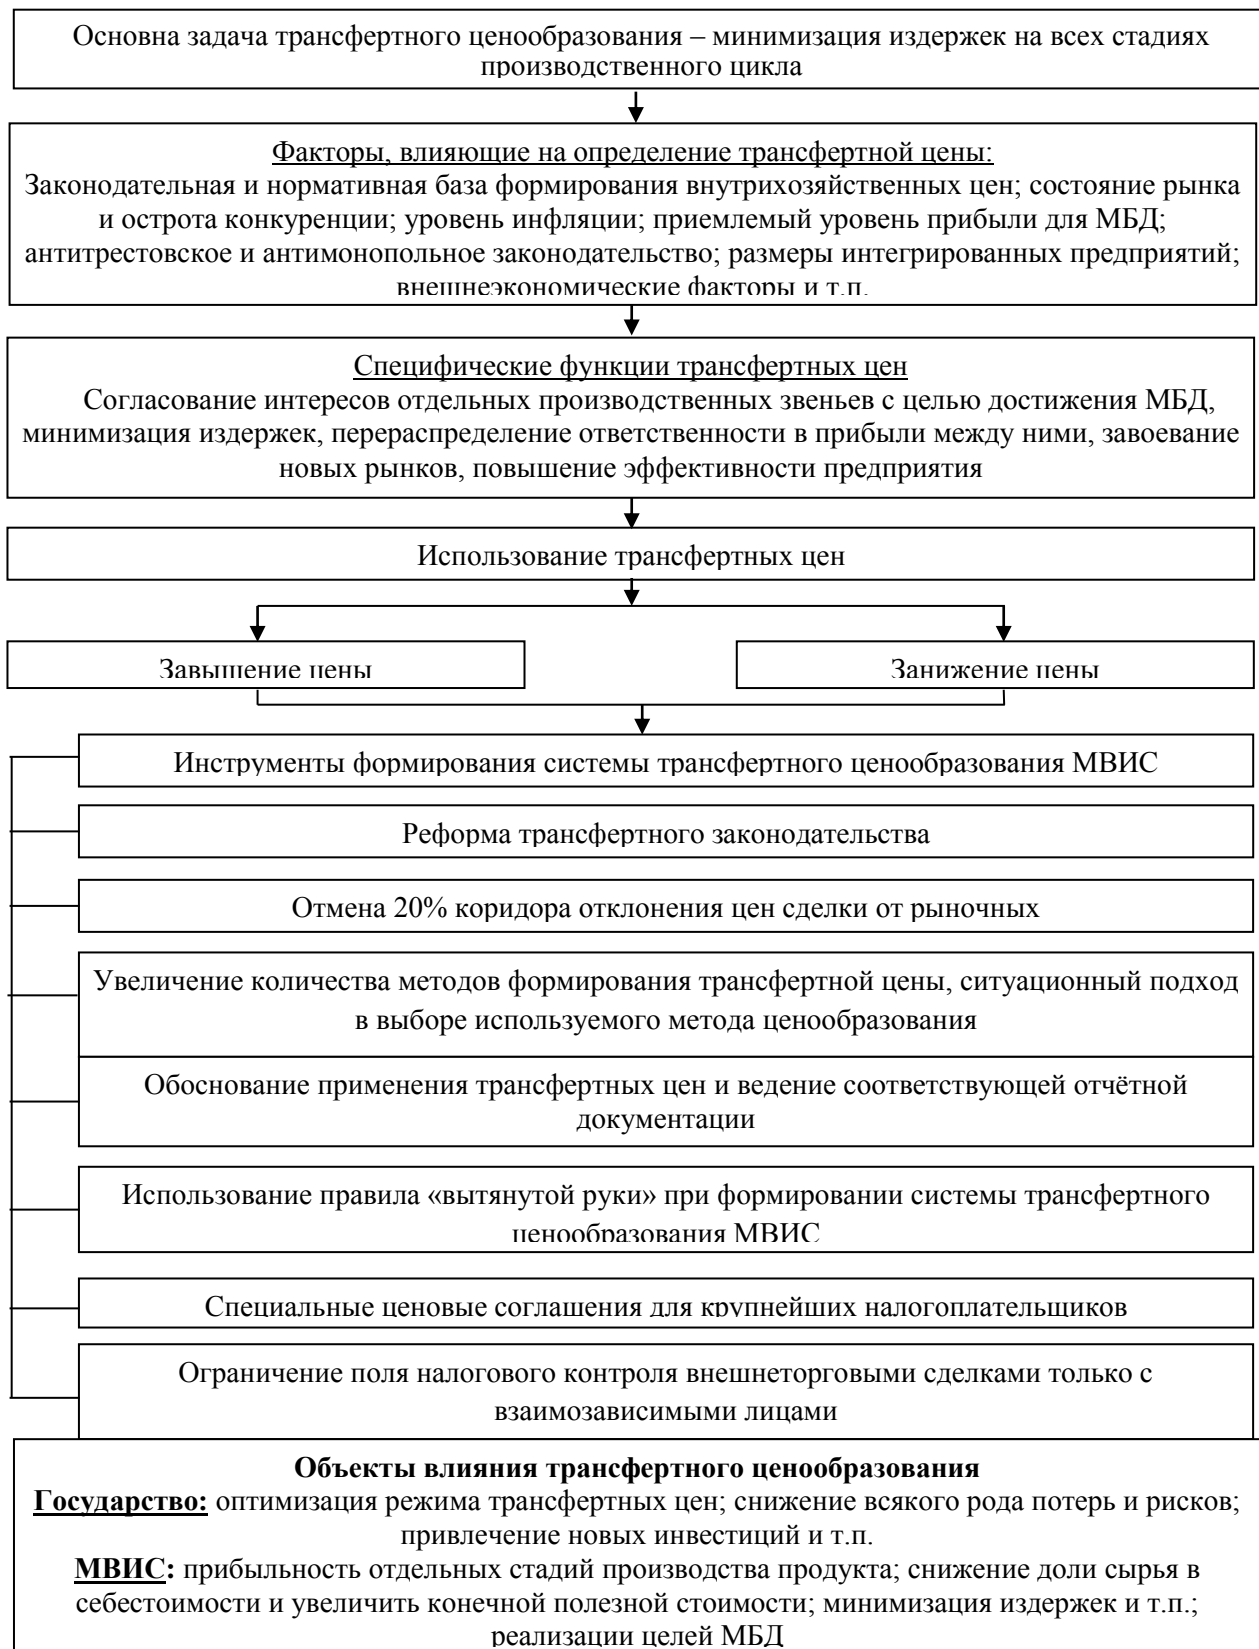 Основна задача трансфертного ценообразования – минимизация издержек на всех стадиях
производственного цикла
Факторы, влияющие на определение трансфертной цены:
Законодательная и нормативная база формирования внутрихозяйственных цен; состояние рынка
и острота конкуренции; уровень инфляции; приемлемый уровень прибыли для МБД;
антитрестовское и антимонопольное законодательство; размеры интегрированных предприятий;
внешнеэкономические факторы и т.п.
Специфические функции трансфертных цен
Согласование интересов отдельных производственных звеньев с целью достижения МБД,
минимизация издержек, перераспределение ответственности в прибыли между ними, завоевание
новых рынков, повышение эффективности предприятия
Использование трансфертных цен
Завышение цены
Занижение цены
Инструменты формирования системы трансфертного ценообразования МВИС
Реформа трансфертного законодательства
Отмена 20% коридора отклонения цен сделки от рыночных
Увеличение количества методов формирования трансфертной цены, ситуационный подход
в выборе используемого метода ценообразования
Обоснование применения трансфертных цен и ведение соответствующей отчётной
документации
Использование правила «вытянутой руки» при формировании системы трансфертного
ценообразования МВИС
Специальные ценовые соглашения для крупнейших налогоплательщиков
Ограничение поля налогового контроля внешнеторговыми сделками только с
взаимозависимыми лицами
Объекты влияния трансфертного ценообразования
Государство: оптимизация режима трансфертных цен; снижение всякого рода потерь и рисков;
привлечение новых инвестиций и т.п.
МВИС: прибыльность отдельных стадий производства продукта; снижение доли сырья в
себестоимости и увеличить конечной полезной стоимости; минимизация издержек и т.п.;
реализации целей МБД